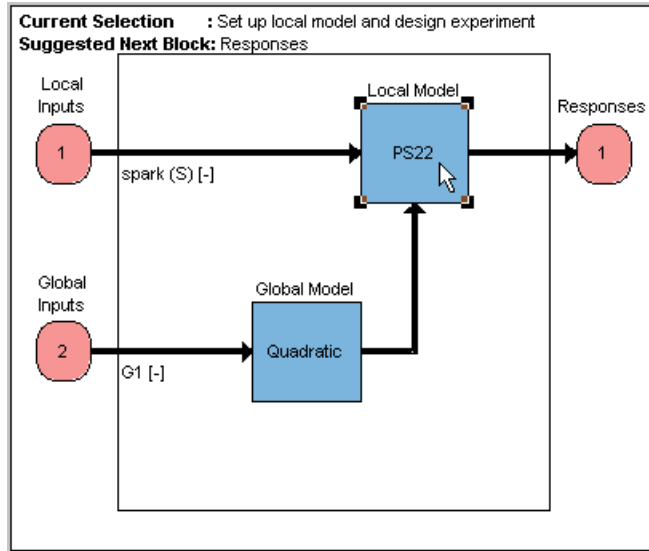 Current Selection : Set up local model and design experiment
Suggested Next Block: Responses
Local
Inputs
1
spark (S) [-]
Local Model
PS22
Responses
1
Global
Inputs
2
G1 [-]
Global Model
Quadratic